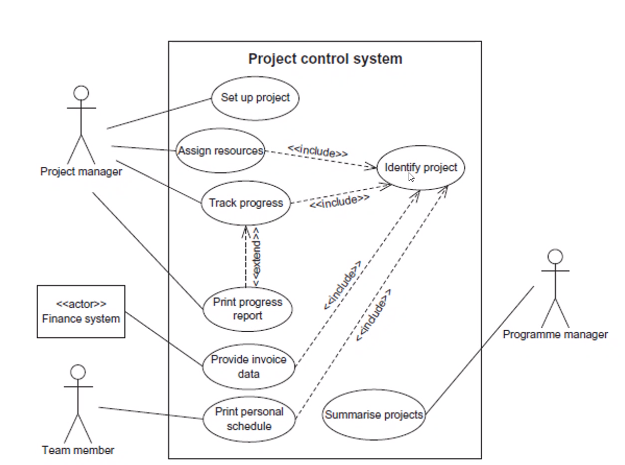 Project control system
Set up project
Project manager
Assign resources
<<include>>
Identify project
Track progress
<<include>>
<<extend>>
<<actor>>
Finance system
Print progress
report
<<include>>
<<include>>
Programme manager
Provide invoice
data
Team member
Print personal
schedule
Summarise projects